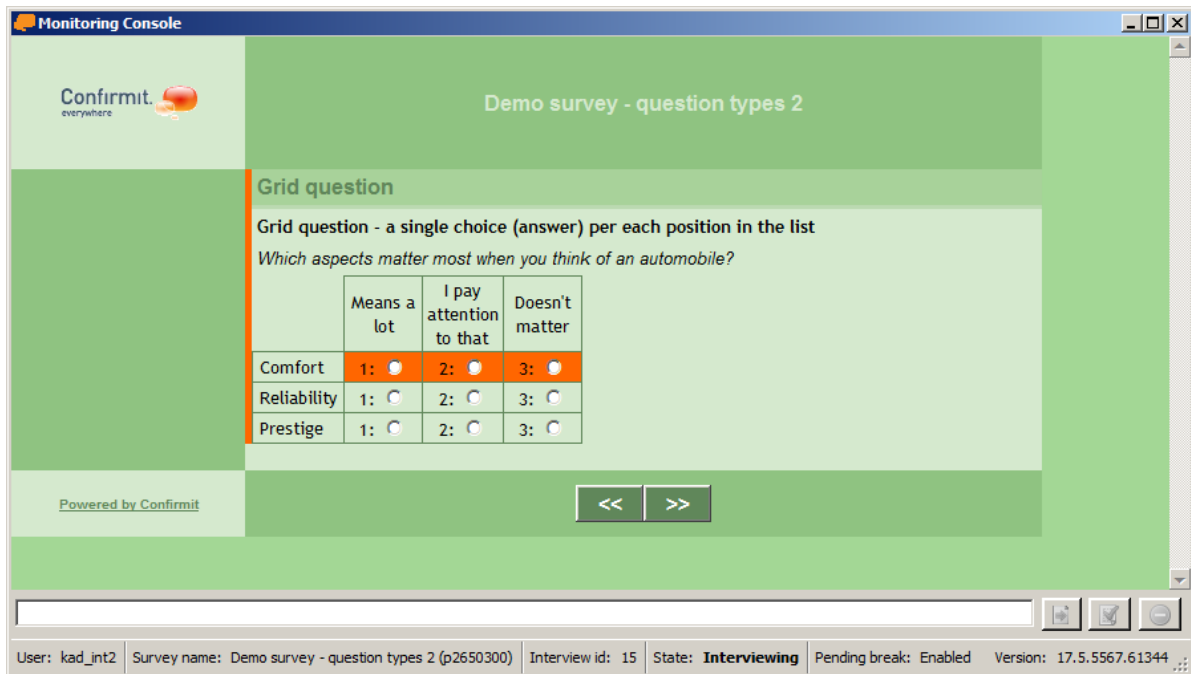 Monitoring Console
Confirmit.
everywhere
Demo survey - question types 2
Grid question
Grid question - a single choice (answer) per each position in the list
Which aspects matter most when you think of an automobile?
Means a lot
I pay attention to that
Doesn't matter
Comfort 1: 2: 3:
Reliability 1: 2: 3:
Prestige 1: 2: 3:
Powered by Confirmit
<< >>
User: kad_int2 Survey name: Demo survey - question types 2 (p2650300) Interview id: 15 State: Interviewing Pending break: Enabled Version: 17.5.5567.61344